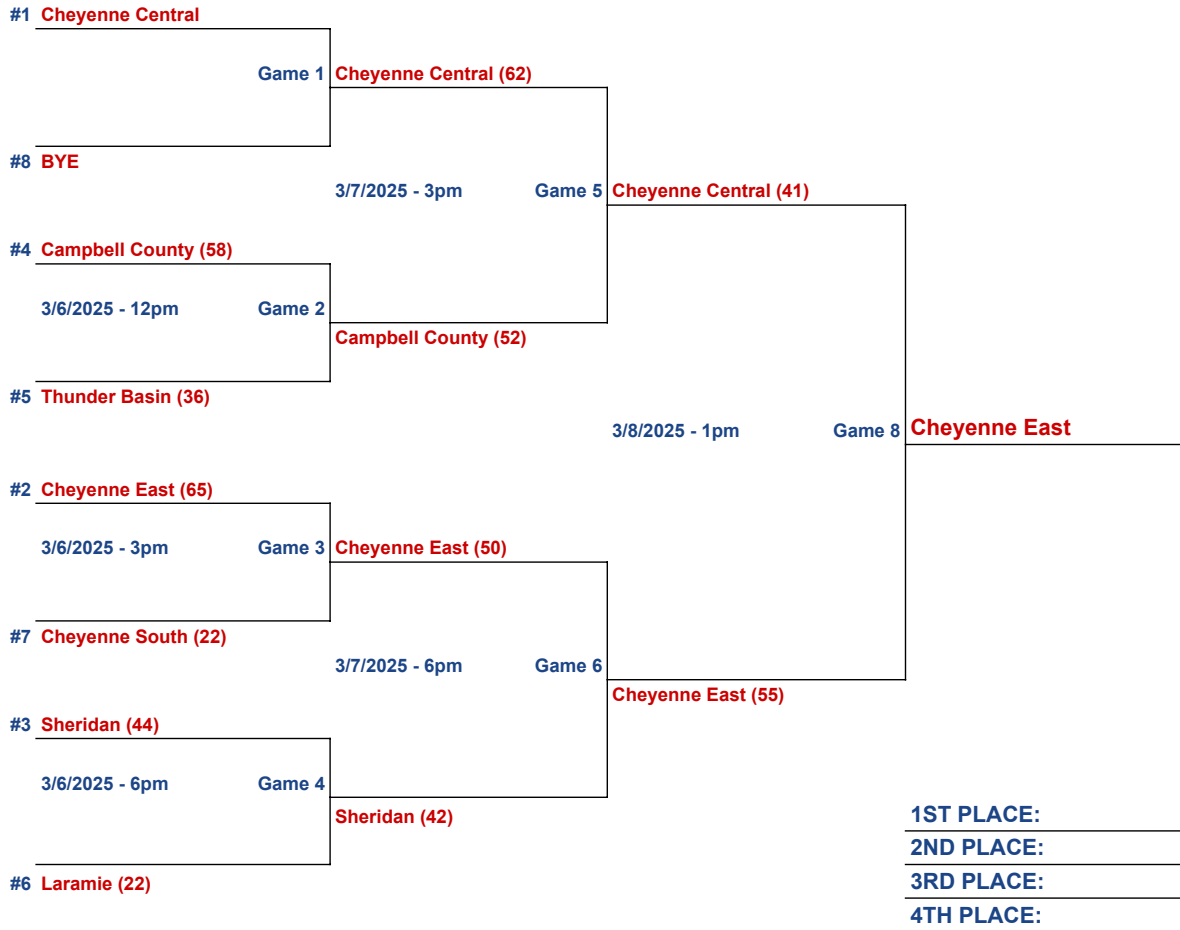 #1 Cheyenne Central
Game 1 Cheyenne Central (62)
#8 BYE
3/7/2025 - 3pm Game 5 Cheyenne Central (41)
#4 Campbell County (58)
3/6/2025 - 12pm Game 2
Campbell County (52)
#5 Thunder Basin (36)
3/8/2025 - 1pm Game 8 Cheyenne East
#2 Cheyenne East (65)
3/6/2025 - 3pm Game 3 Cheyenne East (50)
#7 Cheyenne South (22)
3/7/2025 - 6pm Game 6
Cheyenne East (55)
#3 Sheridan (44)
3/6/2025 - 6pm Game 4
Sheridan (42)
#6 Laramie (22)
1ST PLACE:
2ND PLACE:
3RD PLACE:
4TH PLACE: